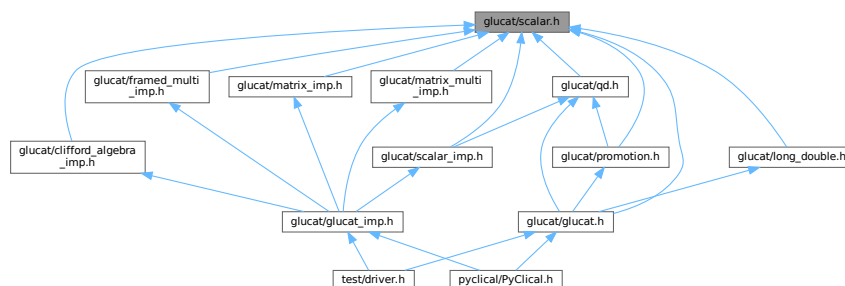 glucat/scalar.h
glucat/framed_multi
_imp.h
glucat/matrix_imp.h
glucat/matrix_multi
_imp.h
glucat/qd.h
glucat/clifford_algebra
_imp.h
glucat/scalar_imp.h
glucat/promotion.h
glucat/long_double.h
glucat/glucat_imp.h
glucat/glucat.h
test/driver.h
pyclical/PyClical.h